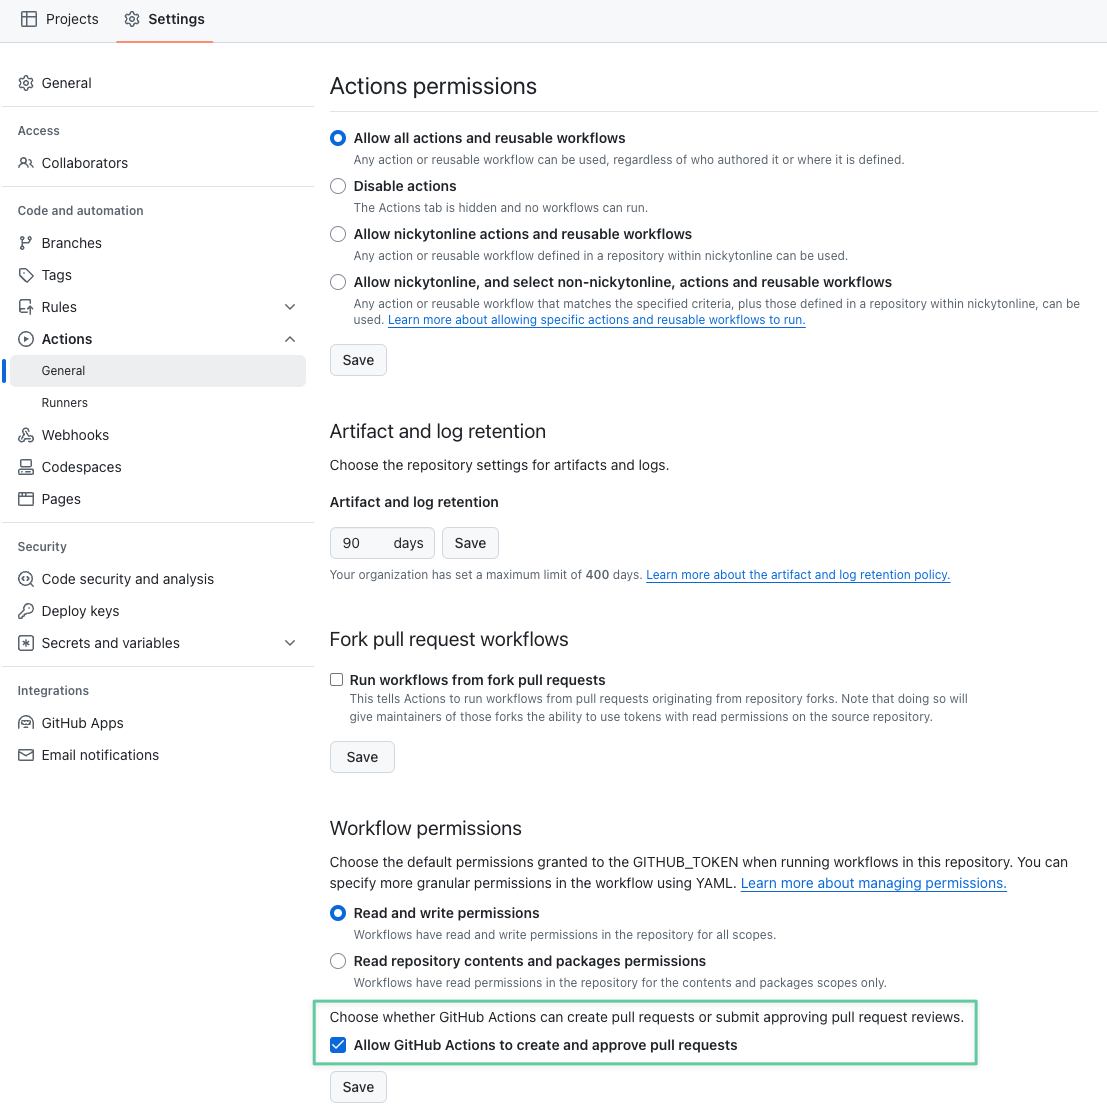 Projects
Settings
General
Access
Collaborators
Code and automation
Branches
Tags
Rules
Actions
General
Runners
Webhooks
Codespaces
Pages
Security
Code security and analysis
Deploy keys
Secrets and variables
Integrations
GitHub Apps
Email notifications
Actions permissions
Allow all actions and reusable workflows
Any action or reusable workflow can be used, regardless of who authored it or where it is defined.
Disable actions
The Actions tab is hidden and no workflows can run.
Allow nickytonline actions and reusable workflows
Any action or reusable workflow defined in a repository within nickytonline can be used.
Allow nickytonline, and select non-nickytonline, actions and reusable workflows
Any action or reusable workflow that matches the specified criteria, plus those defined in a repository within nickytonline, can be
used. Learn more about allowing specific actions and reusable workflows to run.
Save
Artifact and log retention
Choose the repository settings for artifacts and logs.
Artifact and log retention
90 days Save
Your organization has set a maximum limit of 400 days. Learn more about the artifact and log retention policy.
Fork pull request workflows
Run workflows from fork pull requests
This tells Actions to run workflows from pull requests originating from repository forks. Note that doing so will
give maintainers of those forks the ability to use tokens with read permissions on the source repository.
Save
Workflow permissions
Choose the default permissions granted to the GITHUB_TOKEN when running workflows in this repository. You can
specify more granular permissions in the workflow using YAML. Learn more about managing permissions.
Read and write permissions
Workflows have read and write permissions in the repository for all scopes.
Read repository contents and packages permissions
Workflows have read permissions in the repository for the contents and packages scopes only.
Choose whether GitHub Actions can create pull requests or submit approving pull request reviews.
Allow GitHub Actions to create and approve pull requests
Save